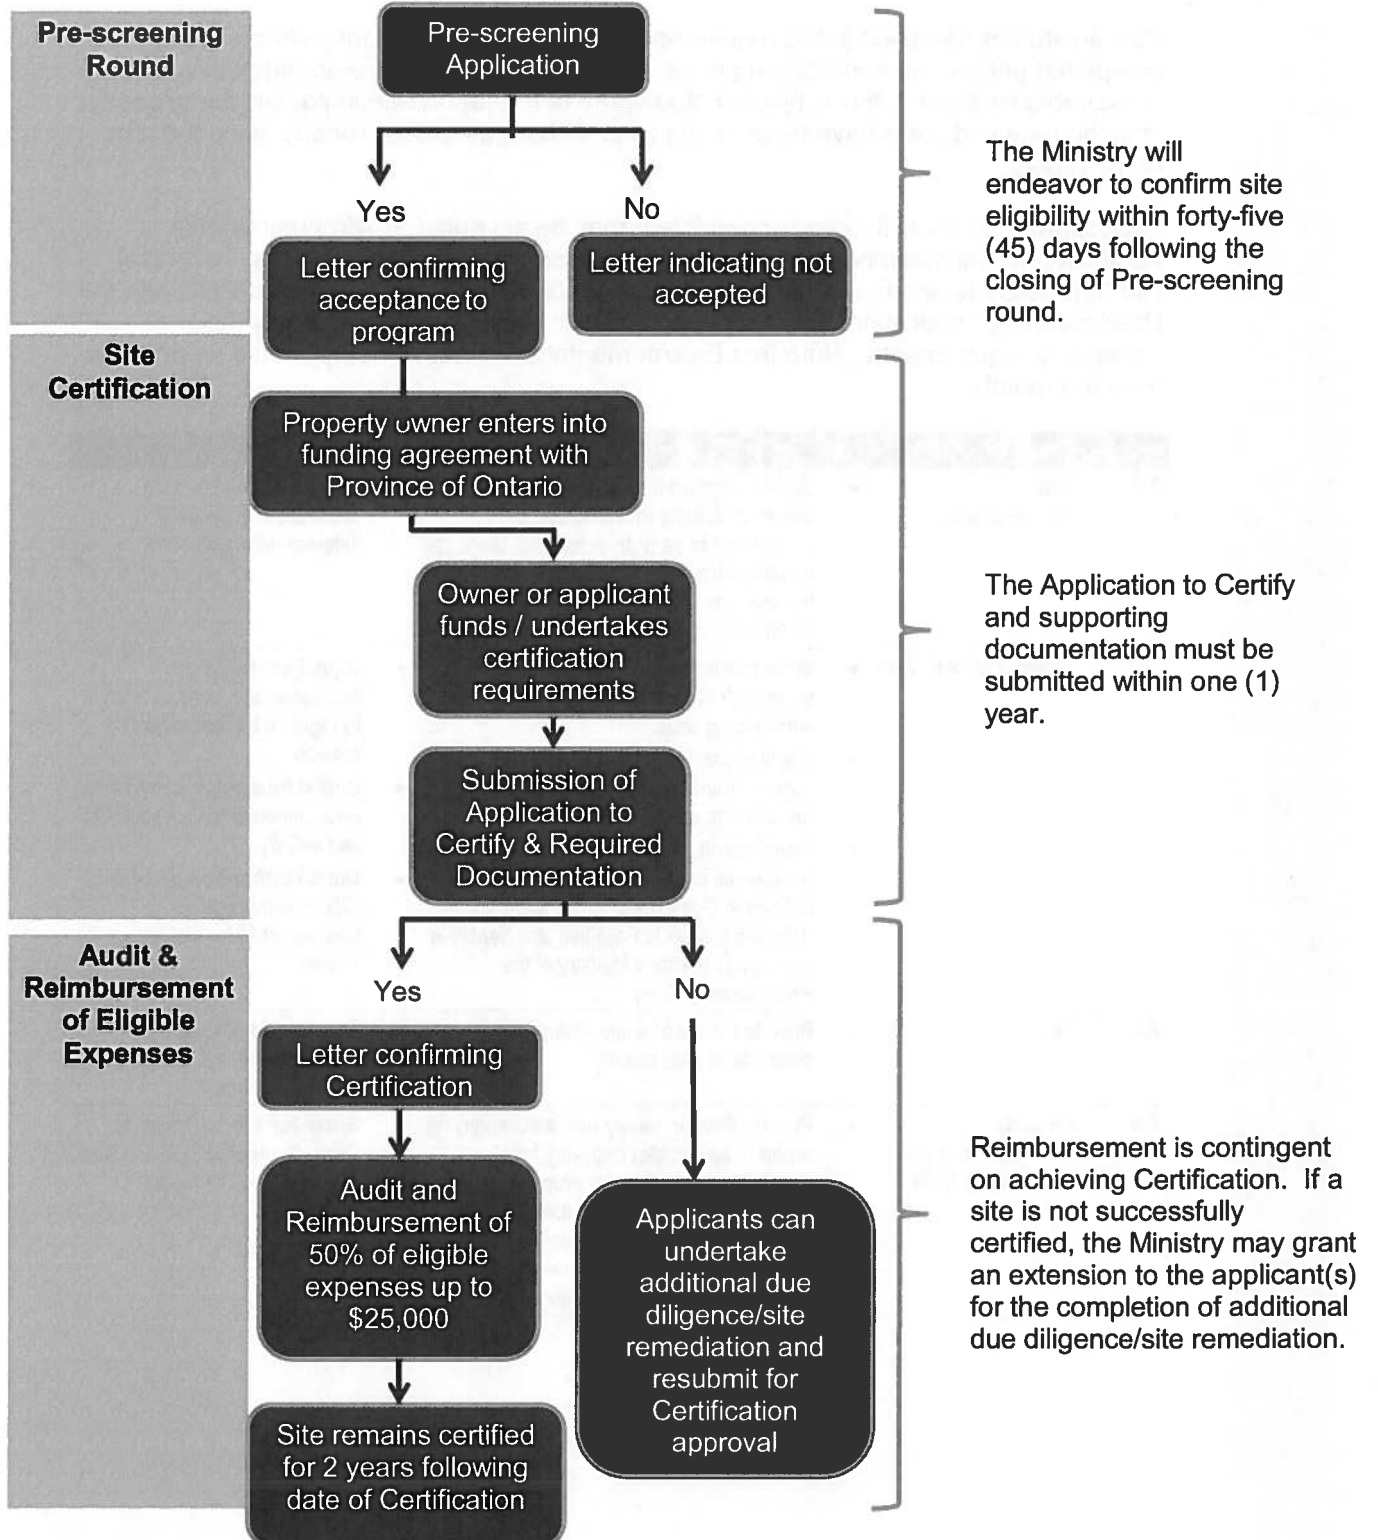 Pre-screening
Round
Pre-screening
Application
Yes
No
Letter confirming
acceptance to
program
Letter indicating not
accepted
The Ministry will
endeavor to confirm site
eligibility within forty-five
(45) days following the
closing of Pre-screening
round.
Site
Certification
Property owner enters into
funding agreement with
Province of Ontario
Owner or applicant
funds / undertakes
certification
requirements
Submission of
Application to
Certify & Required
Documentation
The Application to Certify
and supporting
documentation must be
submitted within one (1)
year.
Audit &
Reimbursement
of Eligible
Expenses
Yes
No
Letter confirming
Certification
Audit and
Reimbursement of
50% of eligible
expenses up to
$25,000
Site remains certified
for 2 years following
date of Certification
Applicants can
undertake
additional due
diligence/site
remediation and
resubmit for
Certification
approval
Reimbursement is contingent
on achieving Certification. If a
site is not successfully
certified, the Ministry may grant
an extension to the applicant(s)
for the completion of additional
due diligence/site remediation.